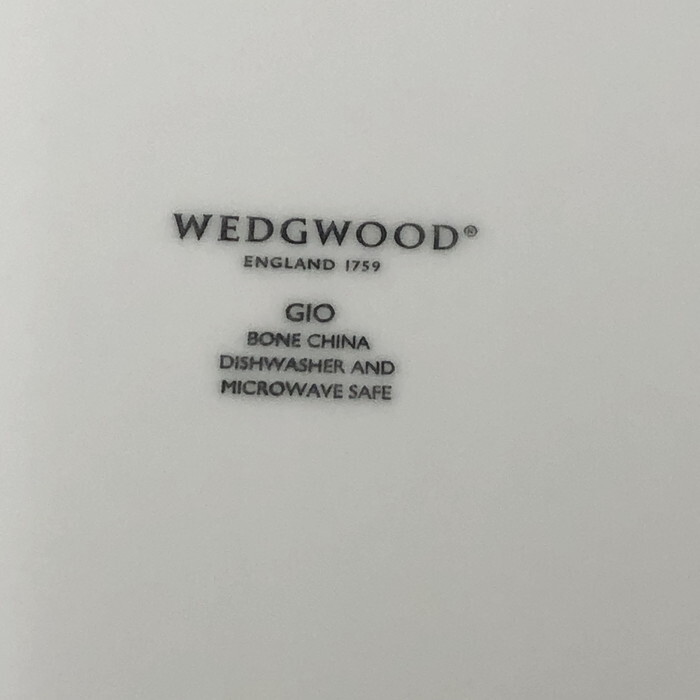 WEDGWOOD®
ENGLAND 1759
GIO
BONE CHINA
DISHWASHER AND
MICROWAVE SAFE